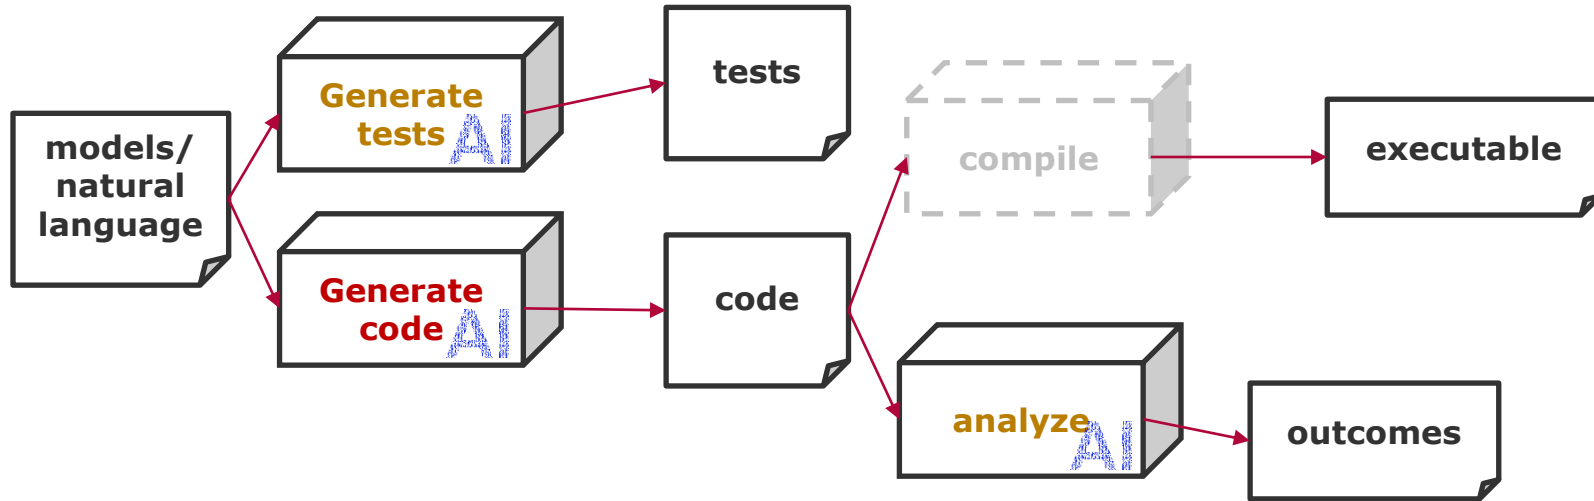 models/
natural
language
Generate
tests
AI
tests
Generate
code
AI
code
compile
executable
analyze
AI
outcomes